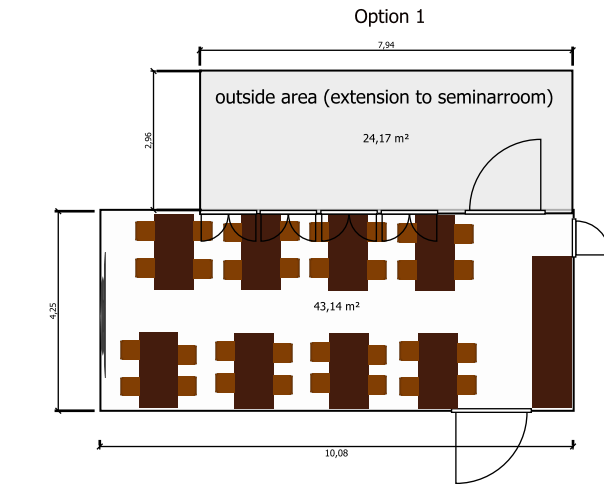 Option 1
7,94
outside area (extension to seminarroom)
24,17 m²
2,96
4,25
43,14 m²
10,08